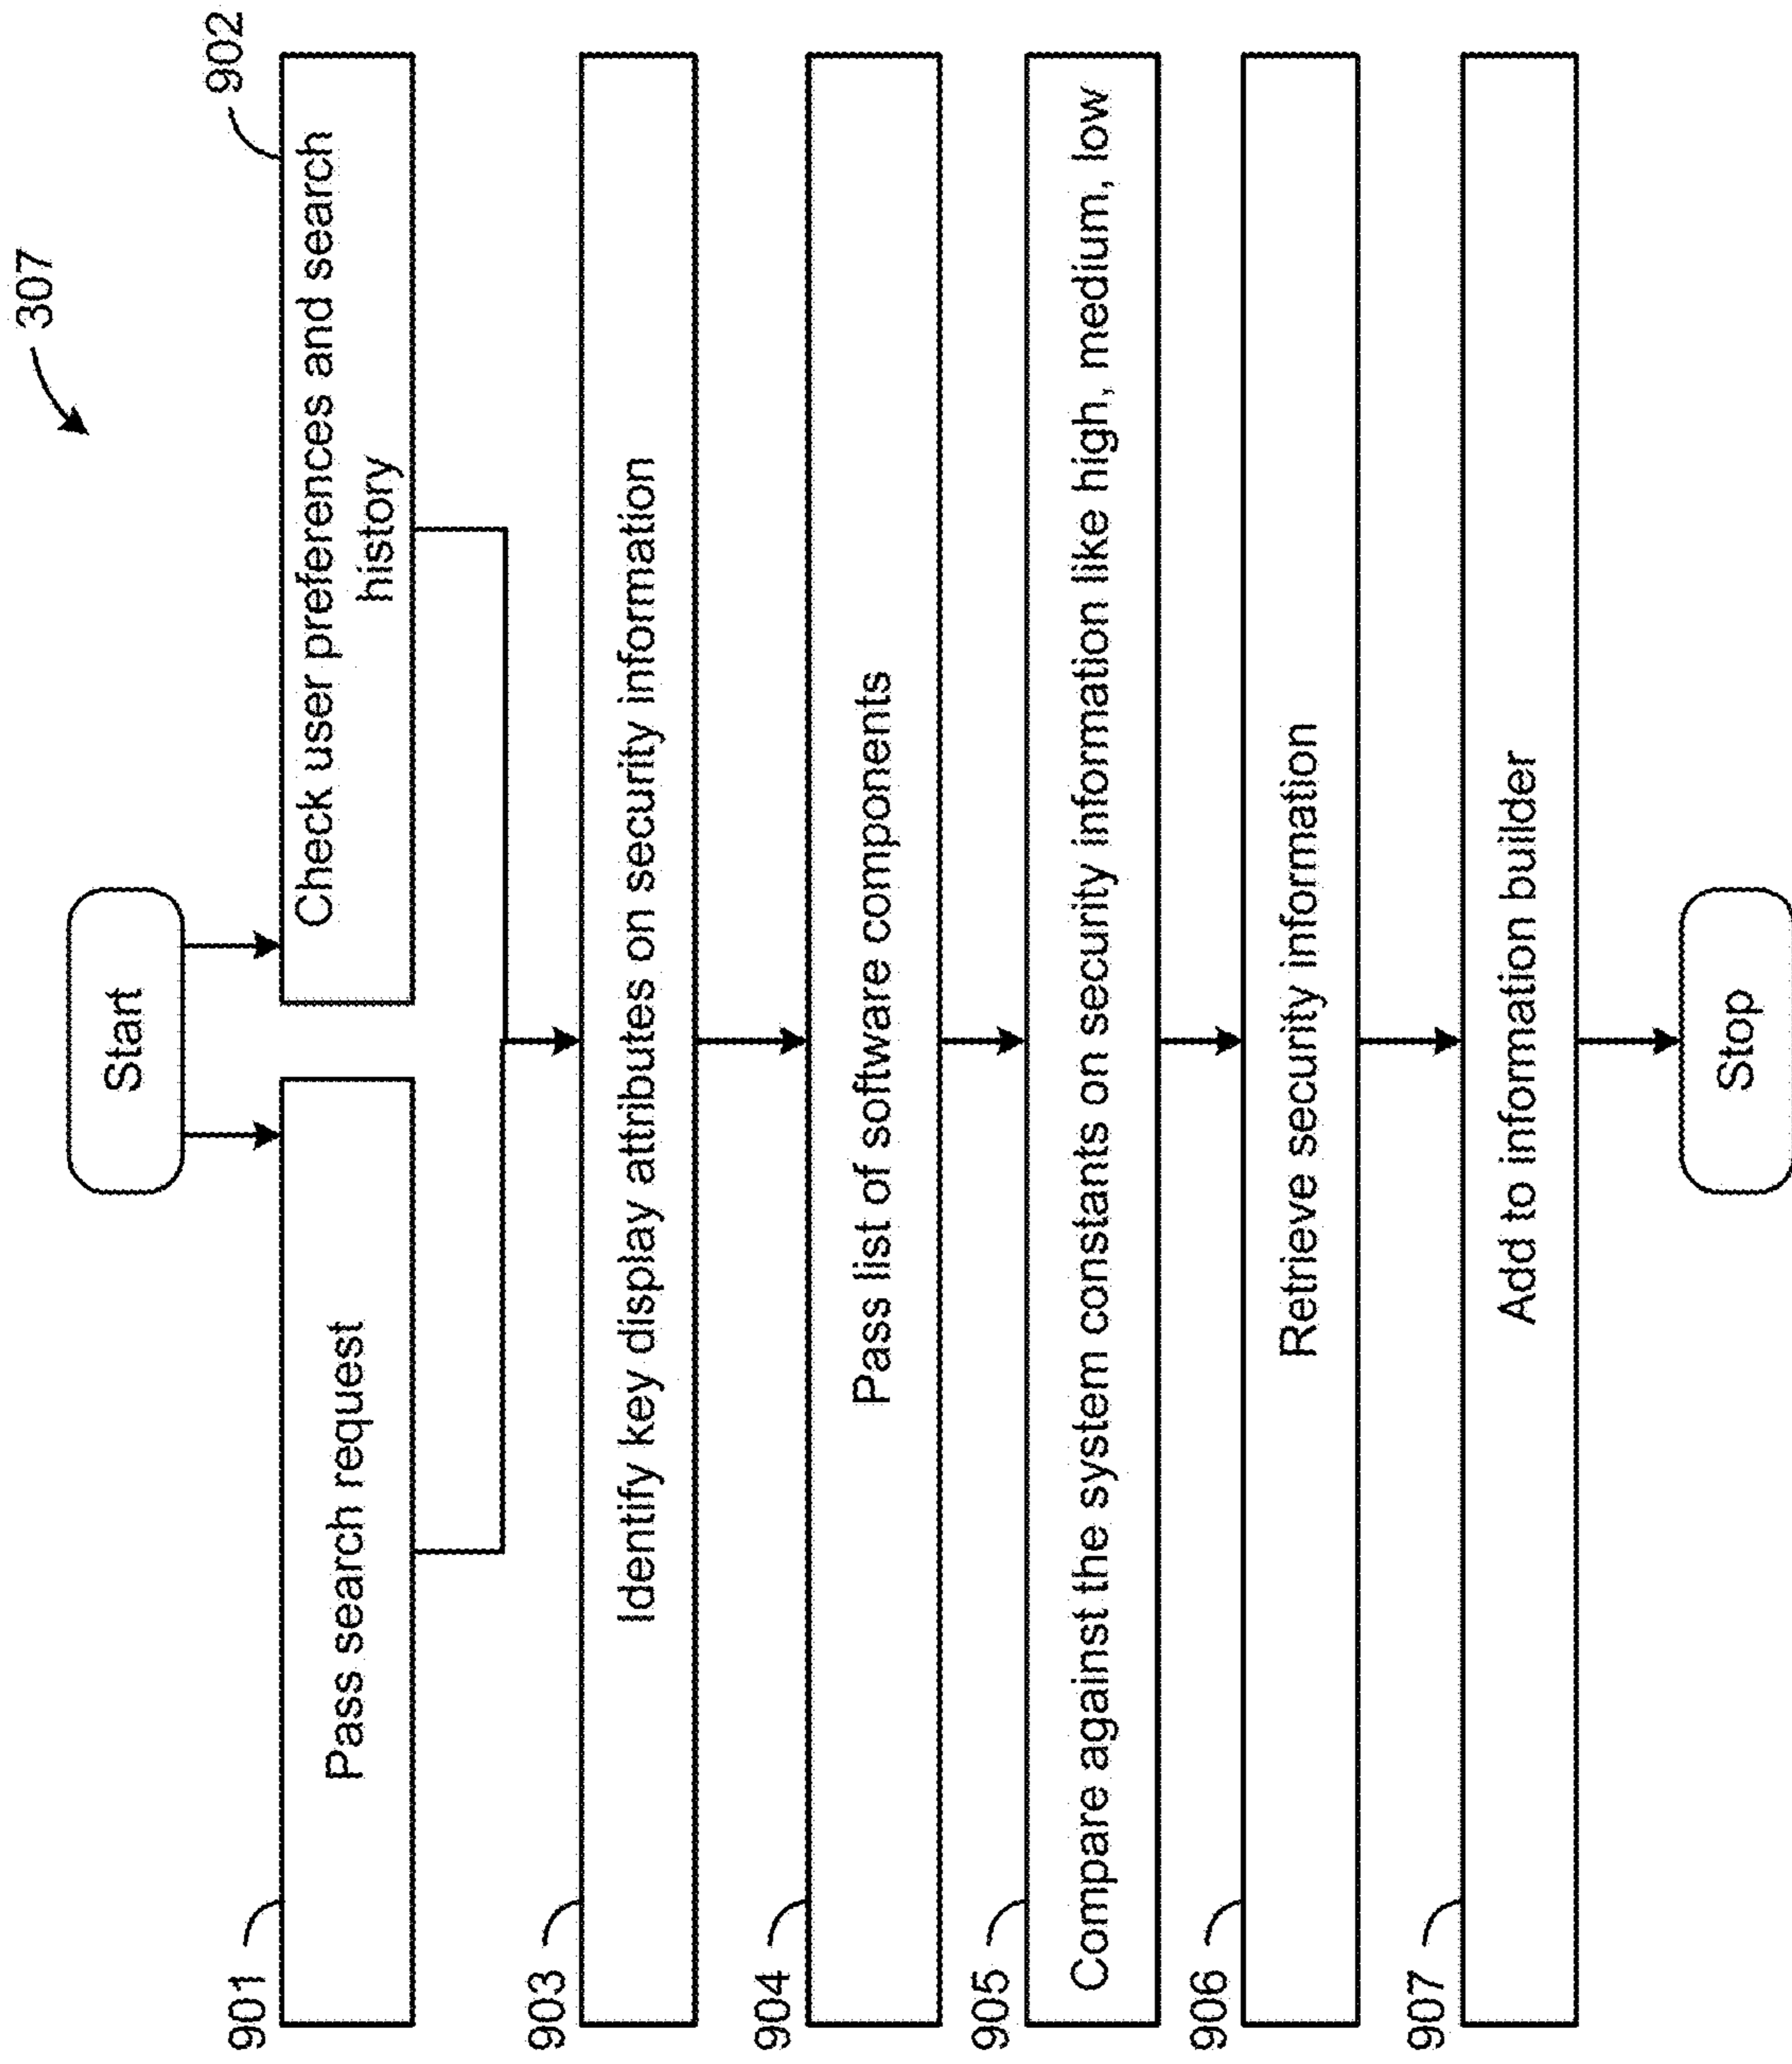 307
Start
901
Pass search request
902
Check user preferences and search
history
903
Identify key display attributes on security information
904
Pass list of software components
905
Compare against the system constants on security information like high, medium, low
906
Retrieve security information
907
Add to information builder
Stop